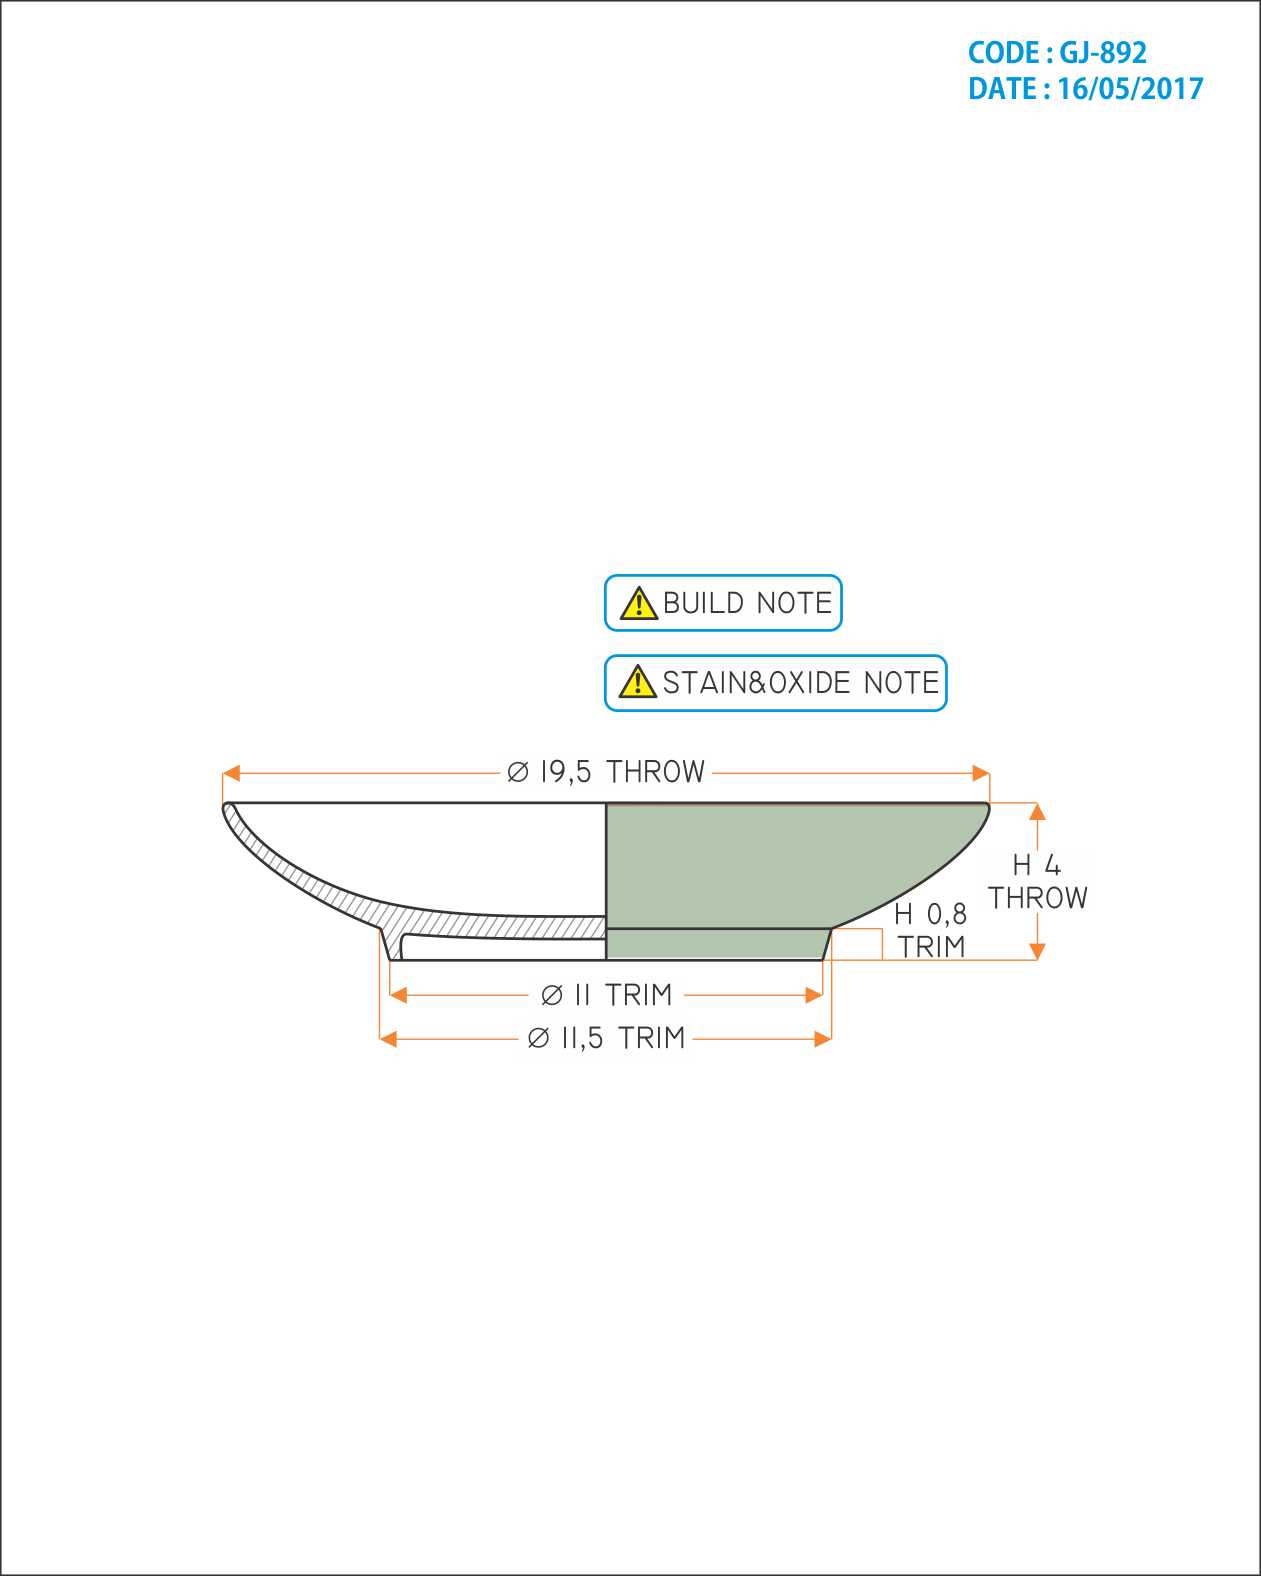 CODE : GJ-892
DATE : 16/05/2017
BUILD NOTE
STAIN&OXIDE NOTE
Ø 19,5 THROW
H 4
THROW
H 0,8
TRIM
Ø 11 TRIM
Ø 11,5 TRIM